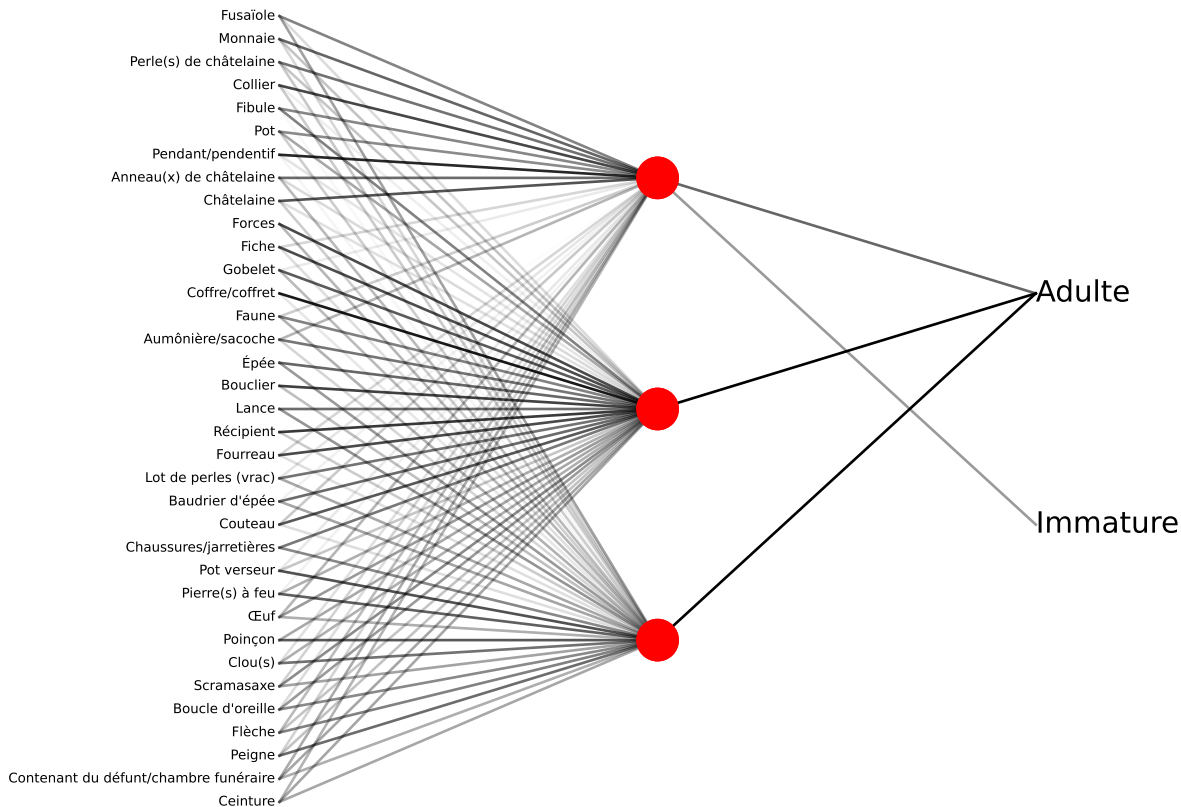 Fusaïole
Monnaie
Perle(s) de châtelaine
Collier
Fibule
Pot
Pendant/pendentif
Anneau(x) de châtelaine
Châtelaine
Forces
Fiche
Gobelet
Coffre/coffret
Faune
Aumônière/sacoche
Épée
Bouclier
Lance
Récipient
Fourreau
Lot de perles (vrac)
Baudrier d'épée
Couteau
Chaussures/jarretières
Pot verseur
Pierre(s) à feu
Œuf
Poinçon
Clou(s)
Scramasaxe
Boucle d'oreille
Flèche
Peigne
Contenant du défunt/chambre funéraire
Ceinture
Adulte
Immature